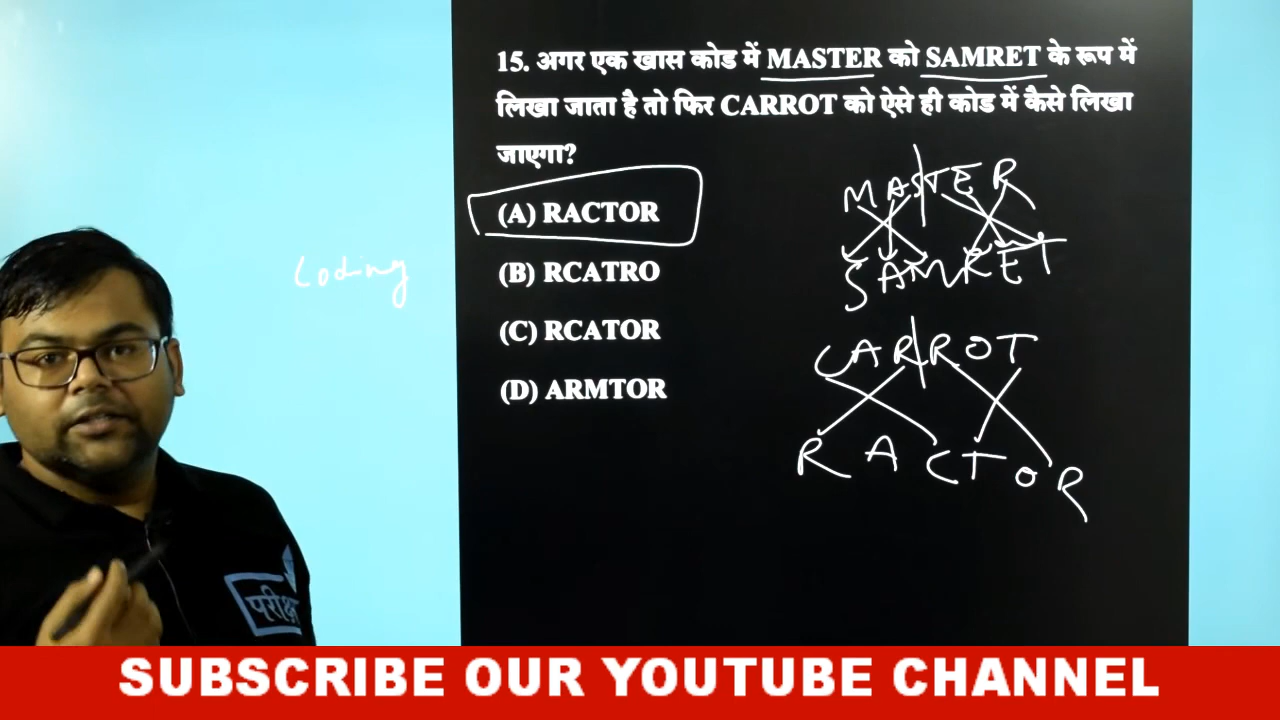 15. अगर एक खास कोड में MASTER को SAMRET के रूप में
लिखा जाता है तो फिर CARROT को ऐसे ही कोड में कैसे लिखा
जाएगा?
(A) RACTOR
(B) RCATRO
(C) RCATOR
(D) ARMTOR
Coding
MASTER
SAMRET
CARROT
RACTOR
परीक्षा
SUBSCRIBE OUR YOUTUBE CHANNEL